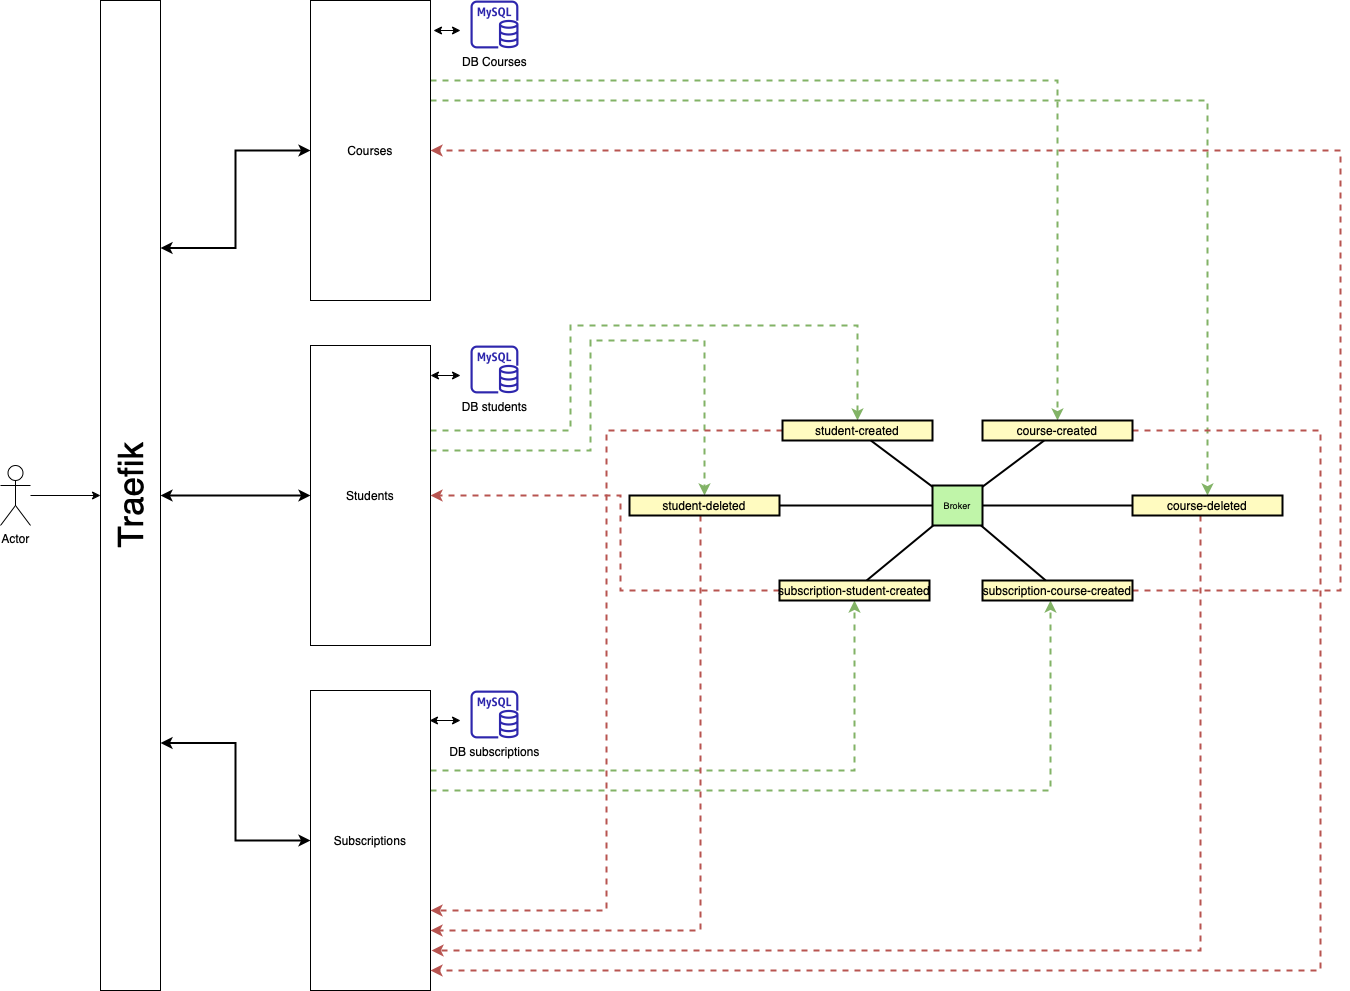 MySQL
DB Courses
Courses
MySQL
DB students
Students
student-created
course-created
student-deleted
Broker
course-deleted
subscription-student-created
subscription-course-created
Traefik
Actor
MySQL
DB subscriptions
Subscriptions